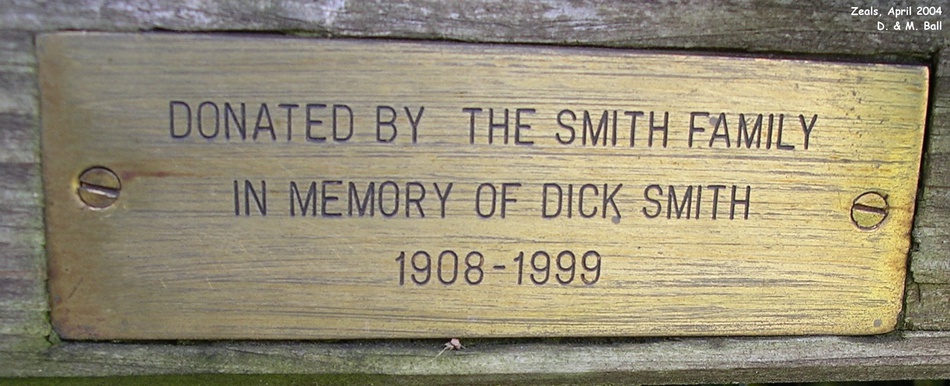 Zeals, April 2004
D. & M. Ball
DONATED BY THE SMITH FAMILY
IN MEMORY OF DICK SMITH
1908-1999